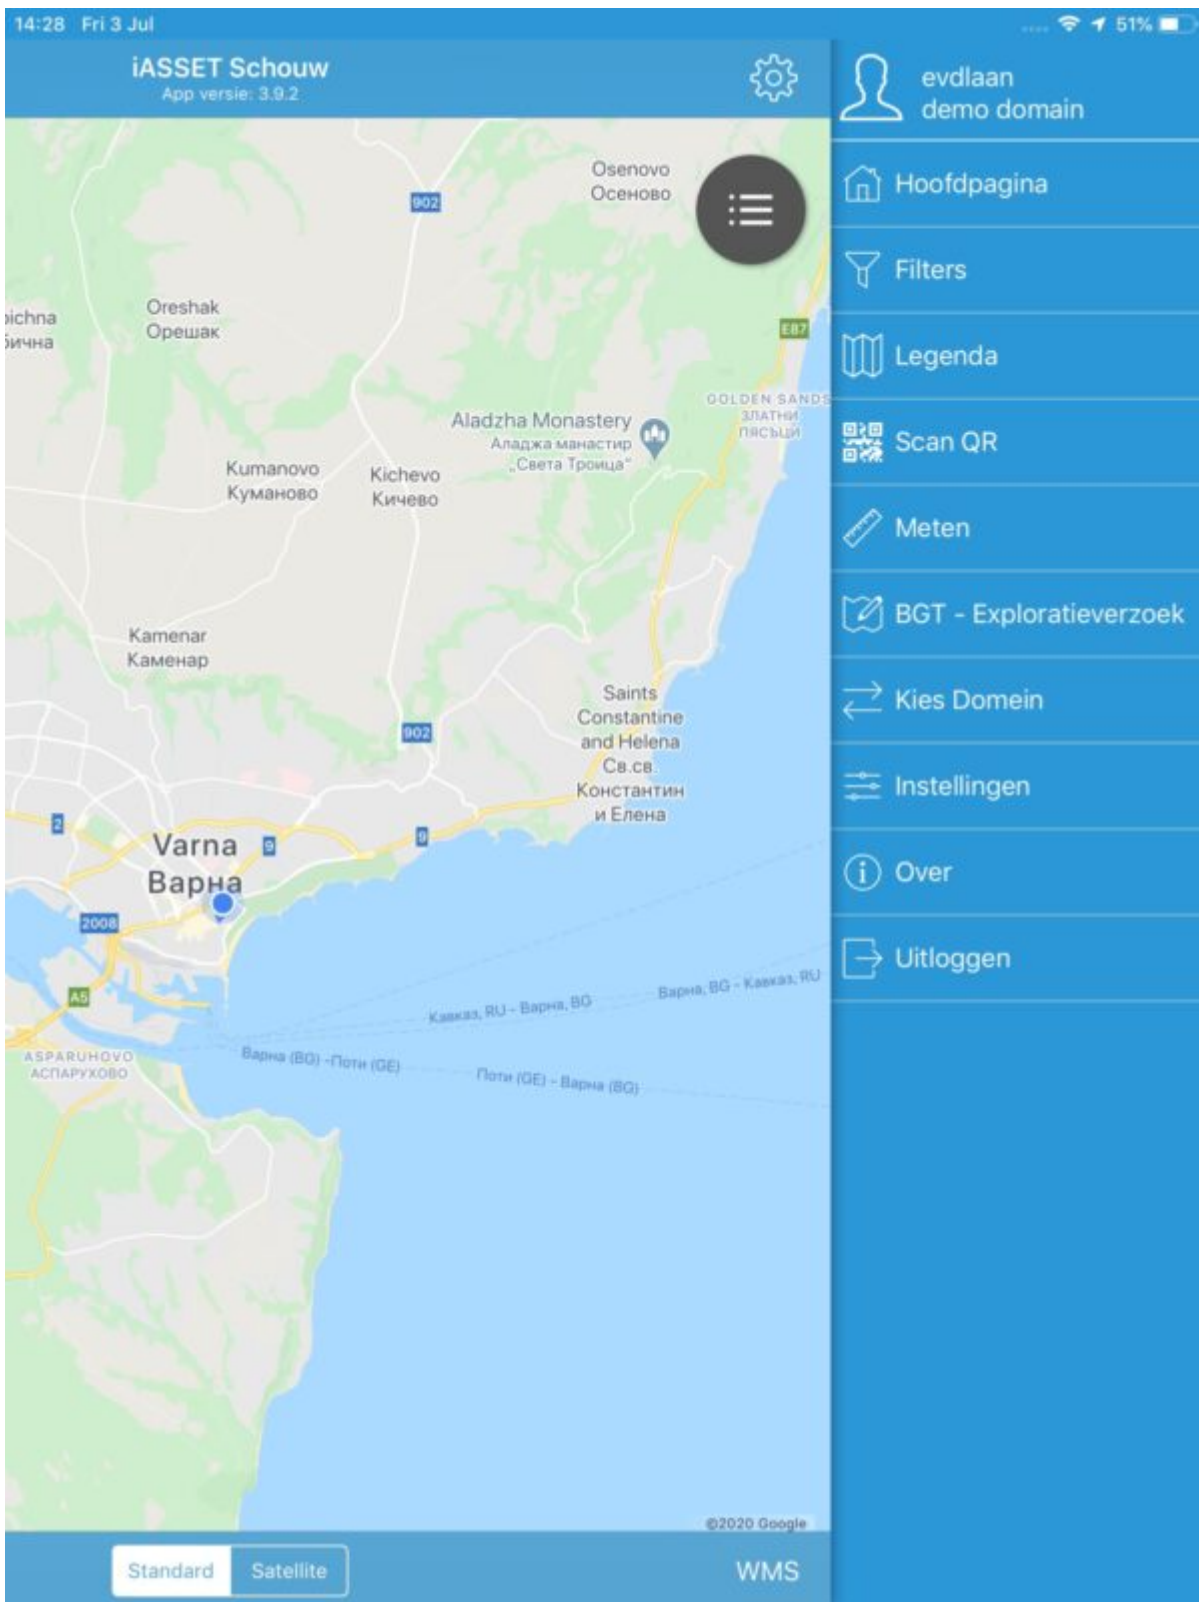 14:28 Fri 3 Jul
51%
iASSET Schouw
App versie: 3.9.2
evdlaan
demo domain
Hoofdpagina
Filters
Legenda
Scan QR
Meten
BGT - Exploratieverzoek
Kies Domein
Instellingen
Over
Uitloggen
Osenovo
Осеново
902
Oreshak
Орешак
E87
GOLDEN SANDS
ЗЛАТНИ
ПЯСЪЦИ
Aladzha Monastery
Аладжа манастир
„Света Троица“
Kumanovo
Куманово
Kichevo
Кичево
Kamenar
Каменар
Saints
Constantine
and Helena
Св.св.
Константин
и Елена
902
2
9
9
Varna
Варна
2008
A5
Кавказ, RU - Варна, BG
Варна, BG - Кавказ, RU
ASPARUHOVO
АСПАРУХОВО
Варна (BG) -Поти (GE)
Поти (GE) - Варна (BG)
©2020 Google
Standard
Satellite
WMS